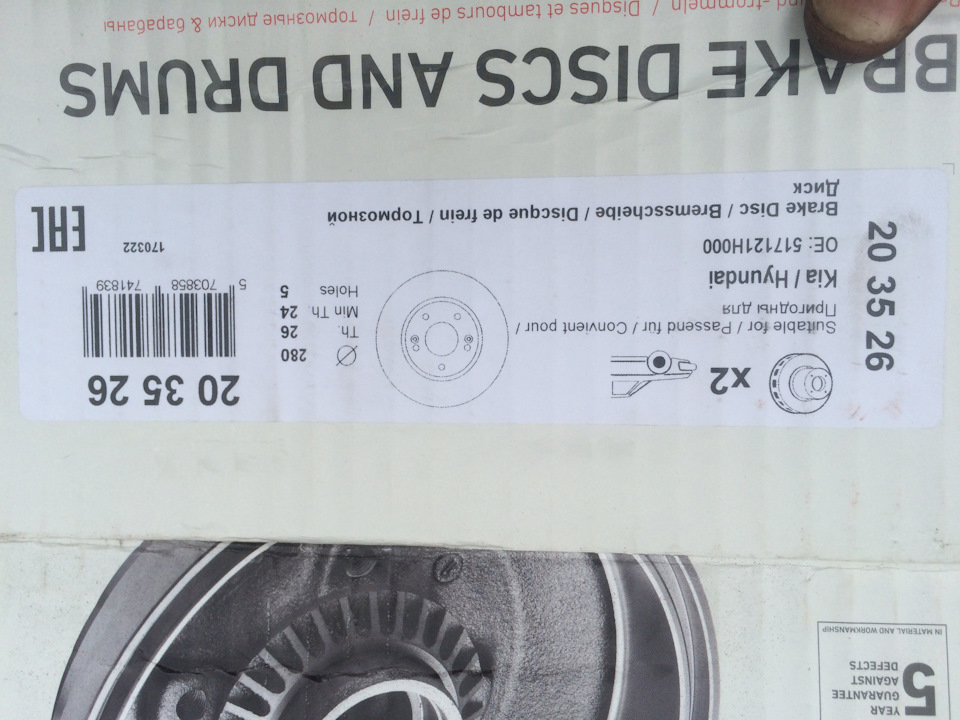 5 YEAR
GUARANTEE
AGAINST
DEFECTS
IN MATERIAL AND WORKMANSHIP
20 35 26
x2
Suitable for / Passend fur / Convient pour /
Пригодны для
Kia / Hyundai
OE: 517121H000
Brake Disc / Bremsscheibe / Discque de frein / Тормозной
Диск
280
Th. 26
Min Th 24
Holes 5
20 35 26
5 703858 741839
170322
EAC
BRAKE DISCS AND DRUMS
-trommeln / Disques et tambours de frein / тормозные диски & барабаны